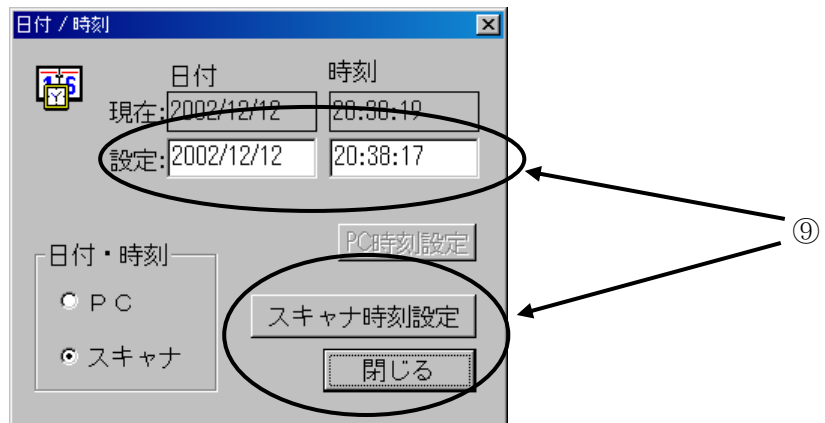 日付 / 時刻
日付 時刻
現在: 2002/12/12 20:38:19
設定: 2002/12/12 20:38:17
⑨
PC時刻設定
日付・時刻
ＰＣ
スキャナ時刻設定
スキャナ
閉じる